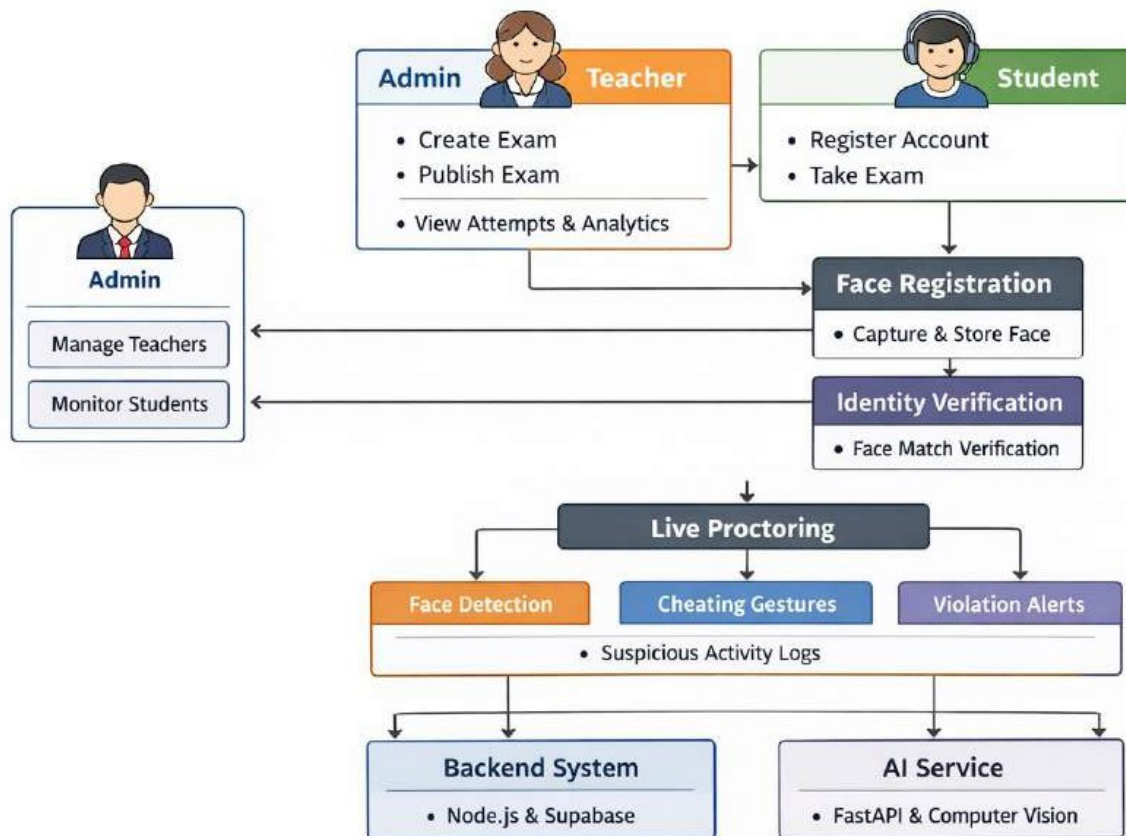 Admin
Teacher
• Create Exam
• Publish Exam
• View Attempts & Analytics
Student
• Register Account
• Take Exam
Admin
Manage Teachers
Monitor Students
Face Registration
• Capture & Store Face
Identity Verification
• Face Match Verification
Live Proctoring
Face Detection
Cheating Gestures
Violation Alerts
• Suspicious Activity Logs
Backend System
• Node.js & Supabase
AI Service
• FastAPI & Computer Vision